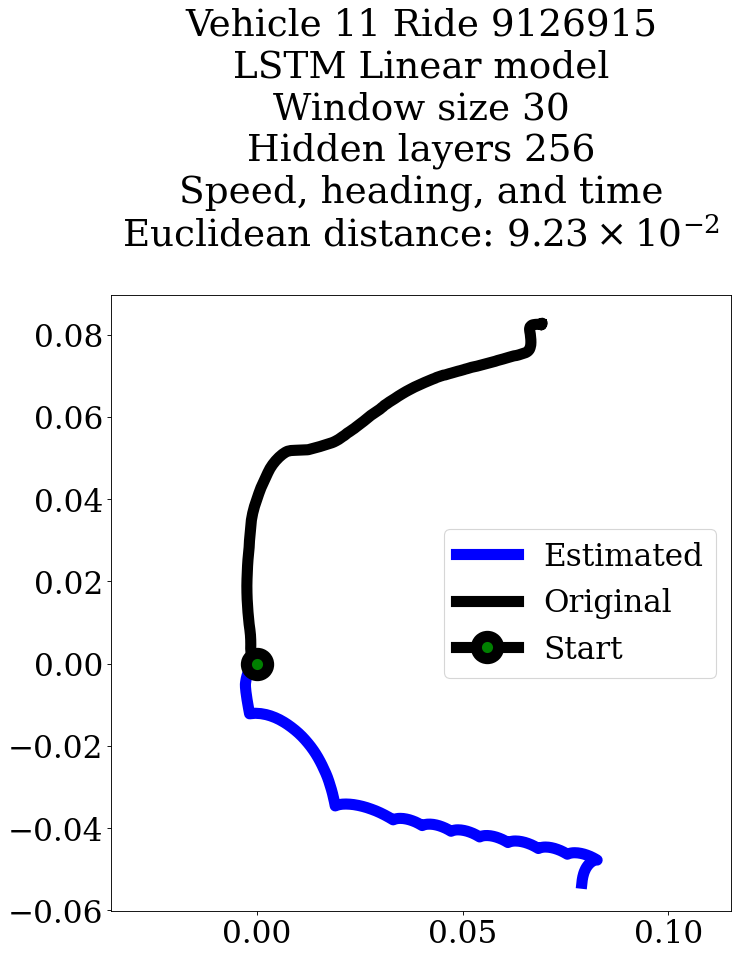 Vehicle 11 Ride 9126915
LSTM Linear model
Window size 30
Hidden layers 256
Speed, heading, and time
Euclidean distance: 9.23 × 10⁻²
0.08
0.06
0.04
0.02
0.00
−0.02
−0.04
−0.06
Estimated
Original
Start
0.00 0.05 0.10